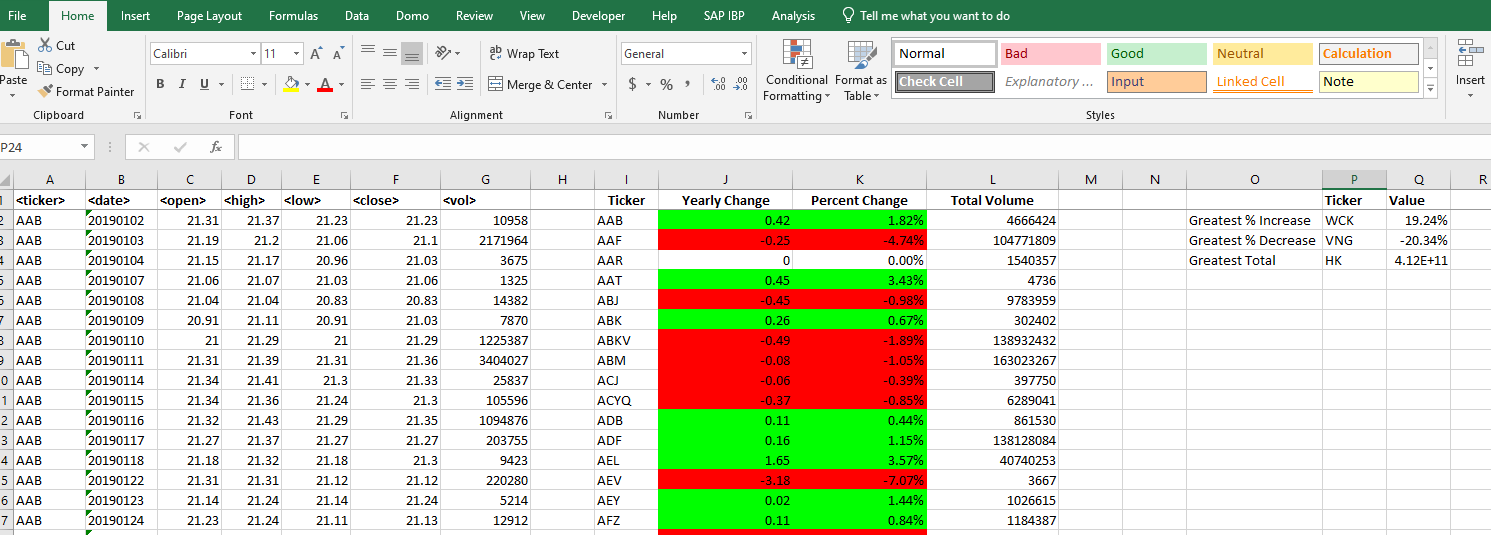 File Home Insert Page Layout Formulas Data Domo Review View Developer Help SAP IBP Analysis Tell me what you want to do
Cut
Copy
Format Painter
Paste
Clipboard
Calibri 11 A A
B I U A
Font
ab Wrap Text
Merge & Center
Alignment
General
$ % , .00 .0
Number
Conditional Formatting
Format as Table
Normal Bad Good Neutral Calculation
Check Cell Explanatory ... Input Linked Cell Note
Styles
Insert
P24 fx
A B C D E F G H I J K L M N O P Q R
1 <ticker> <date> <open> <high> <low> <close> <vol> Ticker Yearly Change Percent Change Total Volume Ticker Value
2 AAB 20190102 21.31 21.37 21.23 21.23 10958 AAB 0.42 1.82% 4666424 Greatest % Increase WCK 19.24%
3 AAB 20190103 21.19 21.2 21.06 21.1 2171964 AAF -0.25 -4.74% 104771809 Greatest % Decrease VNG -20.34%
4 AAB 20190104 21.15 21.17 20.96 21.03 3675 AAR 0 0.00% 1540357 Greatest Total HK 4.12E+11
5 AAB 20190107 21.06 21.07 21.03 21.06 1325 AAT 0.45 3.43% 4736
6 AAB 20190108 21.04 21.04 20.83 20.83 14382 ABJ -0.45 -0.98% 9783959
7 AAB 20190109 20.91 21.11 20.91 21.03 7870 ABK 0.26 0.67% 302402
8 AAB 20190110 21 21.29 21 21.29 1225387 ABKV -0.49 -1.89% 138932432
9 AAB 20190111 21.31 21.39 21.31 21.36 3404027 ABM -0.08 -1.05% 163023267
0 AAB 20190114 21.34 21.41 21.3 21.33 25837 ACJ -0.06 -0.39% 397750
1 AAB 20190115 21.34 21.36 21.24 21.3 105596 ACYQ -0.37 -0.85% 6289041
2 AAB 20190116 21.32 21.43 21.29 21.35 1094876 ADB 0.11 0.44% 861530
3 AAB 20190117 21.27 21.37 21.27 21.27 203755 ADF 0.16 1.15% 138128084
4 AAB 20190118 21.18 21.32 21.18 21.3 9423 AEL 1.65 3.57% 40740253
5 AAB 20190122 21.31 21.31 21.12 21.12 220280 AEV -3.18 -7.07% 3667
6 AAB 20190123 21.14 21.24 21.14 21.24 5214 AEY 0.02 1.44% 1026615
7 AAB 20190124 21.23 21.24 21.11 21.13 12912 AFZ 0.11 0.84% 1184387